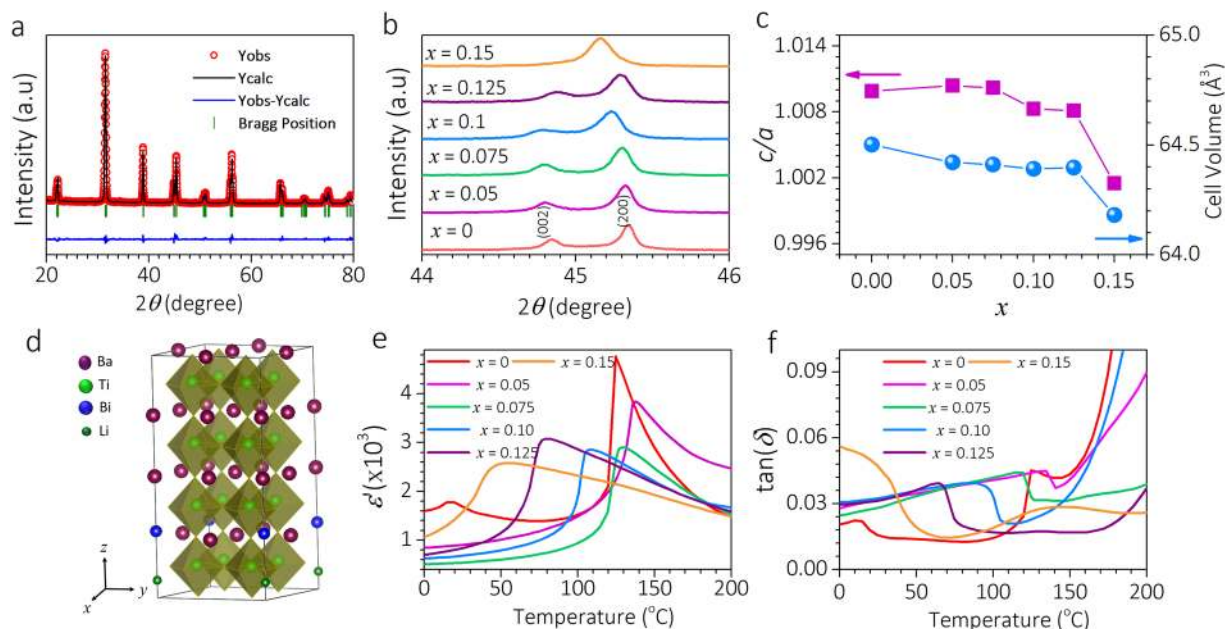 a
Intensity (a.u)
Yobs
Ycalc
Yobs-Ycalc
Bragg Position
20 40 60 80
2θ (degree)
b
Intensity (a.u)
x = 0.15
x = 0.125
x = 0.1
x = 0.075
x = 0.05
x = 0
(002)
(200)
44 45 46
2θ (degree)
c
c/a
1.014
1.008
1.002
0.996
65.0
64.5
64.0
Cell Volume (Å³)
0.00 0.05 0.10 0.15
x
d
Ba
Ti
Bi
Li
z
x
y
e
ε'(x10³)
4
3
2
1
x = 0 x = 0.15
x = 0.05
x = 0.075
x = 0.10
x = 0.125
0 50 100 150 200
Temperature (°C)
f
tan(δ)
0.09
0.06
0.03
0.00
x = 0 x = 0.15
x = 0.05
x = 0.075
x = 0.10
x = 0.125
0 50 100 150 200
Temperature (°C)